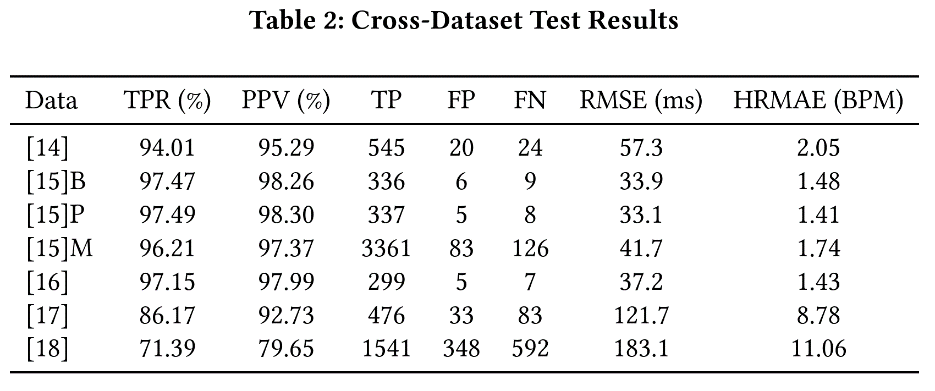 Table 2: Cross-Dataset Test Results
Data TPR (%) PPV (%) TP FP FN RMSE (ms) HRMAE (BPM)
[14] 94.01 95.29 545 20 24 57.3 2.05
[15]B 97.47 98.26 336 6 9 33.9 1.48
[15]P 97.49 98.30 337 5 8 33.1 1.41
[15]M 96.21 97.37 3361 83 126 41.7 1.74
[16] 97.15 97.99 299 5 7 37.2 1.43
[17] 86.17 92.73 476 33 83 121.7 8.78
[18] 71.39 79.65 1541 348 592 183.1 11.06